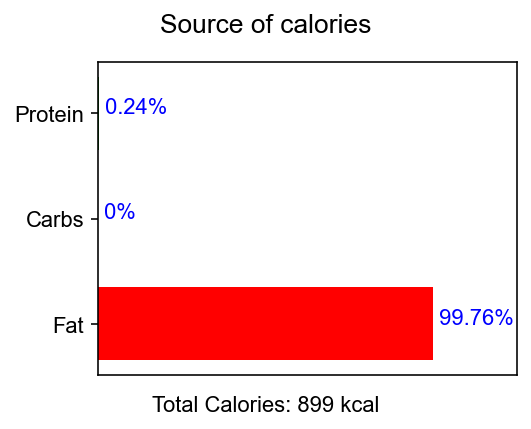 Source of calories
Protein 0.24%
Carbs 0%
Fat 99.76%
Total Calories: 899 kcal